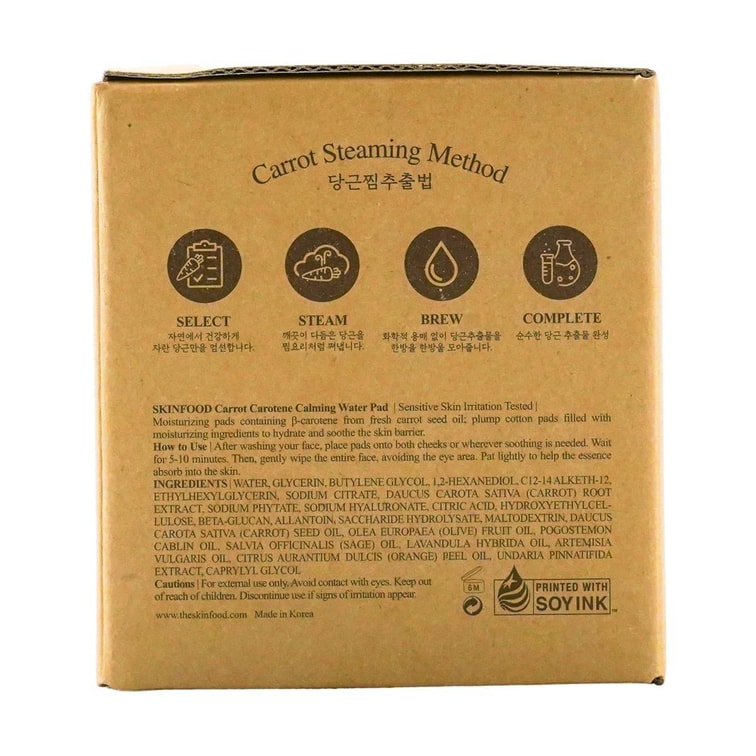 Carrot Steaming Method
당근찜추출법
SELECT
자연에서 건강하게
자란 당근만을 엄선합니다.
STEAM
깨끗이 다듬은 당근을
찜요리처럼 쪄냅니다.
BREW
화학적 용매 없이 당근추출물을
한방울 한방울 모아줍니다.
COMPLETE
순수한 당근 추출물 완성
SKINFOOD Carrot Carotene Calming Water Pad | Sensitive Skin Irritation Tested |
Moisturizing pads containing β-carotene from fresh carrot seed oil; plump cotton pads filled with
moisturizing ingredients to hydrate and soothe the skin barrier.
How to Use | After washing your face, place pads onto both cheeks or wherever soothing is needed. Wait
for 5-10 minutes. Then, gently wipe the entire face, avoiding the eye area. Pat lightly to help the essence
absorb into the skin.
INGREDIENTS | WATER, GLYCERIN, BUTYLENE GLYCOL, 1,2-HEXANEDIOL, C12-14 ALKETH-12,
ETHYLHEXYLGLYCERIN, SODIUM CITRATE, DAUCUS CAROTA SATIVA (CARROT) ROOT
EXTRACT, SODIUM PHYTATE, SODIUM HYALURONATE, CITRIC ACID, HYDROXYETHYLCEL-
LULOSE, BETA-GLUCAN, ALLANTOIN, SACCHARIDE HYDROLYSATE, MALTODEXTRIN, DAUCUS
CAROTA SATIVA (CARROT) SEED OIL, OLEA EUROPAEA (OLIVE) FRUIT OIL, POGOSTEMON
CABLIN OIL, SALVIA OFFICINALIS (SAGE) OIL, LAVANDULA HYBRIDA OIL, ARTEMISIA
VULGARIS OIL, CITRUS AURANTIUM DULCIS (ORANGE) PEEL OIL, UNDARIA PINNATIFIDA
EXTRACT, CAPRYLYL GLYCOL
Cautions | For external use only. Avoid contact with eyes. Keep out
of reach of children. Discontinue use if signs of irritation appear.
www.theskinfood.com Made in Korea
6M
PRINTED WITH
SOY INK™